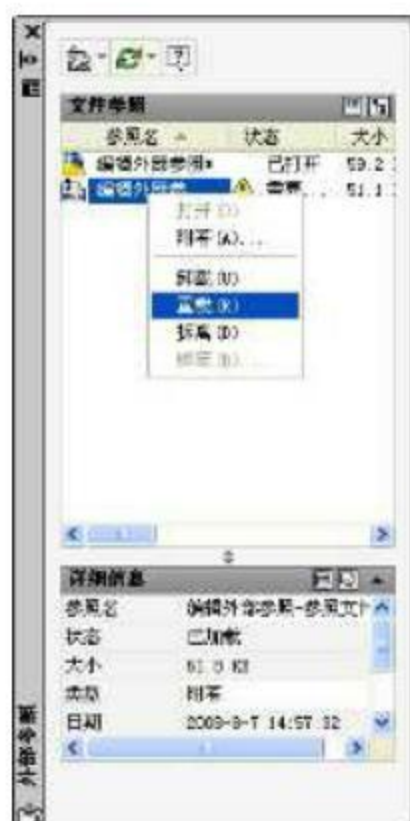 文件参照
参照名 状态 大小
编辑外部参照* 已打开 59.2
编辑外部参 需要... 51.1
打开(O)
附着(A)...
卸载(U)
重载(R)
拆离(D)
绑定(B)...
详细信息
参照名 编辑外部参照-参照文件
状态 已加载
大小
类型 附着
日期 2009-8-7 14:57
外部参照